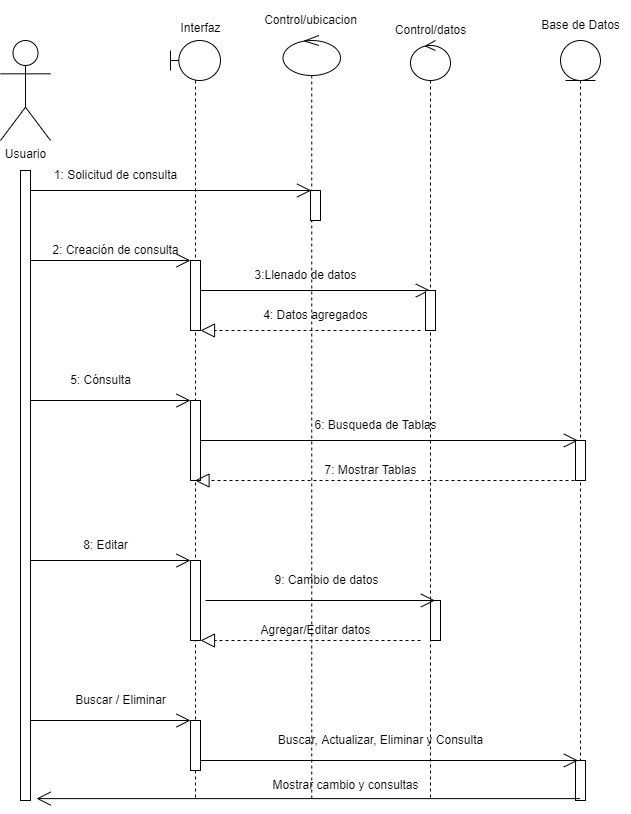 Control/ubicacion
Interfaz
Control/datos
Base de Datos
Usuario
1: Solicitud de consulta
2: Creación de consulta
3:Llenado de datos
4: Datos agregados
5: Cónsulta
6: Busqueda de Tablas
7: Mostrar Tablas
8: Editar
9: Cambio de datos
Agregar/Editar datos
Buscar / Eliminar
Buscar, Actualizar, Eliminar y Consulta
Mostrar cambio y consultas